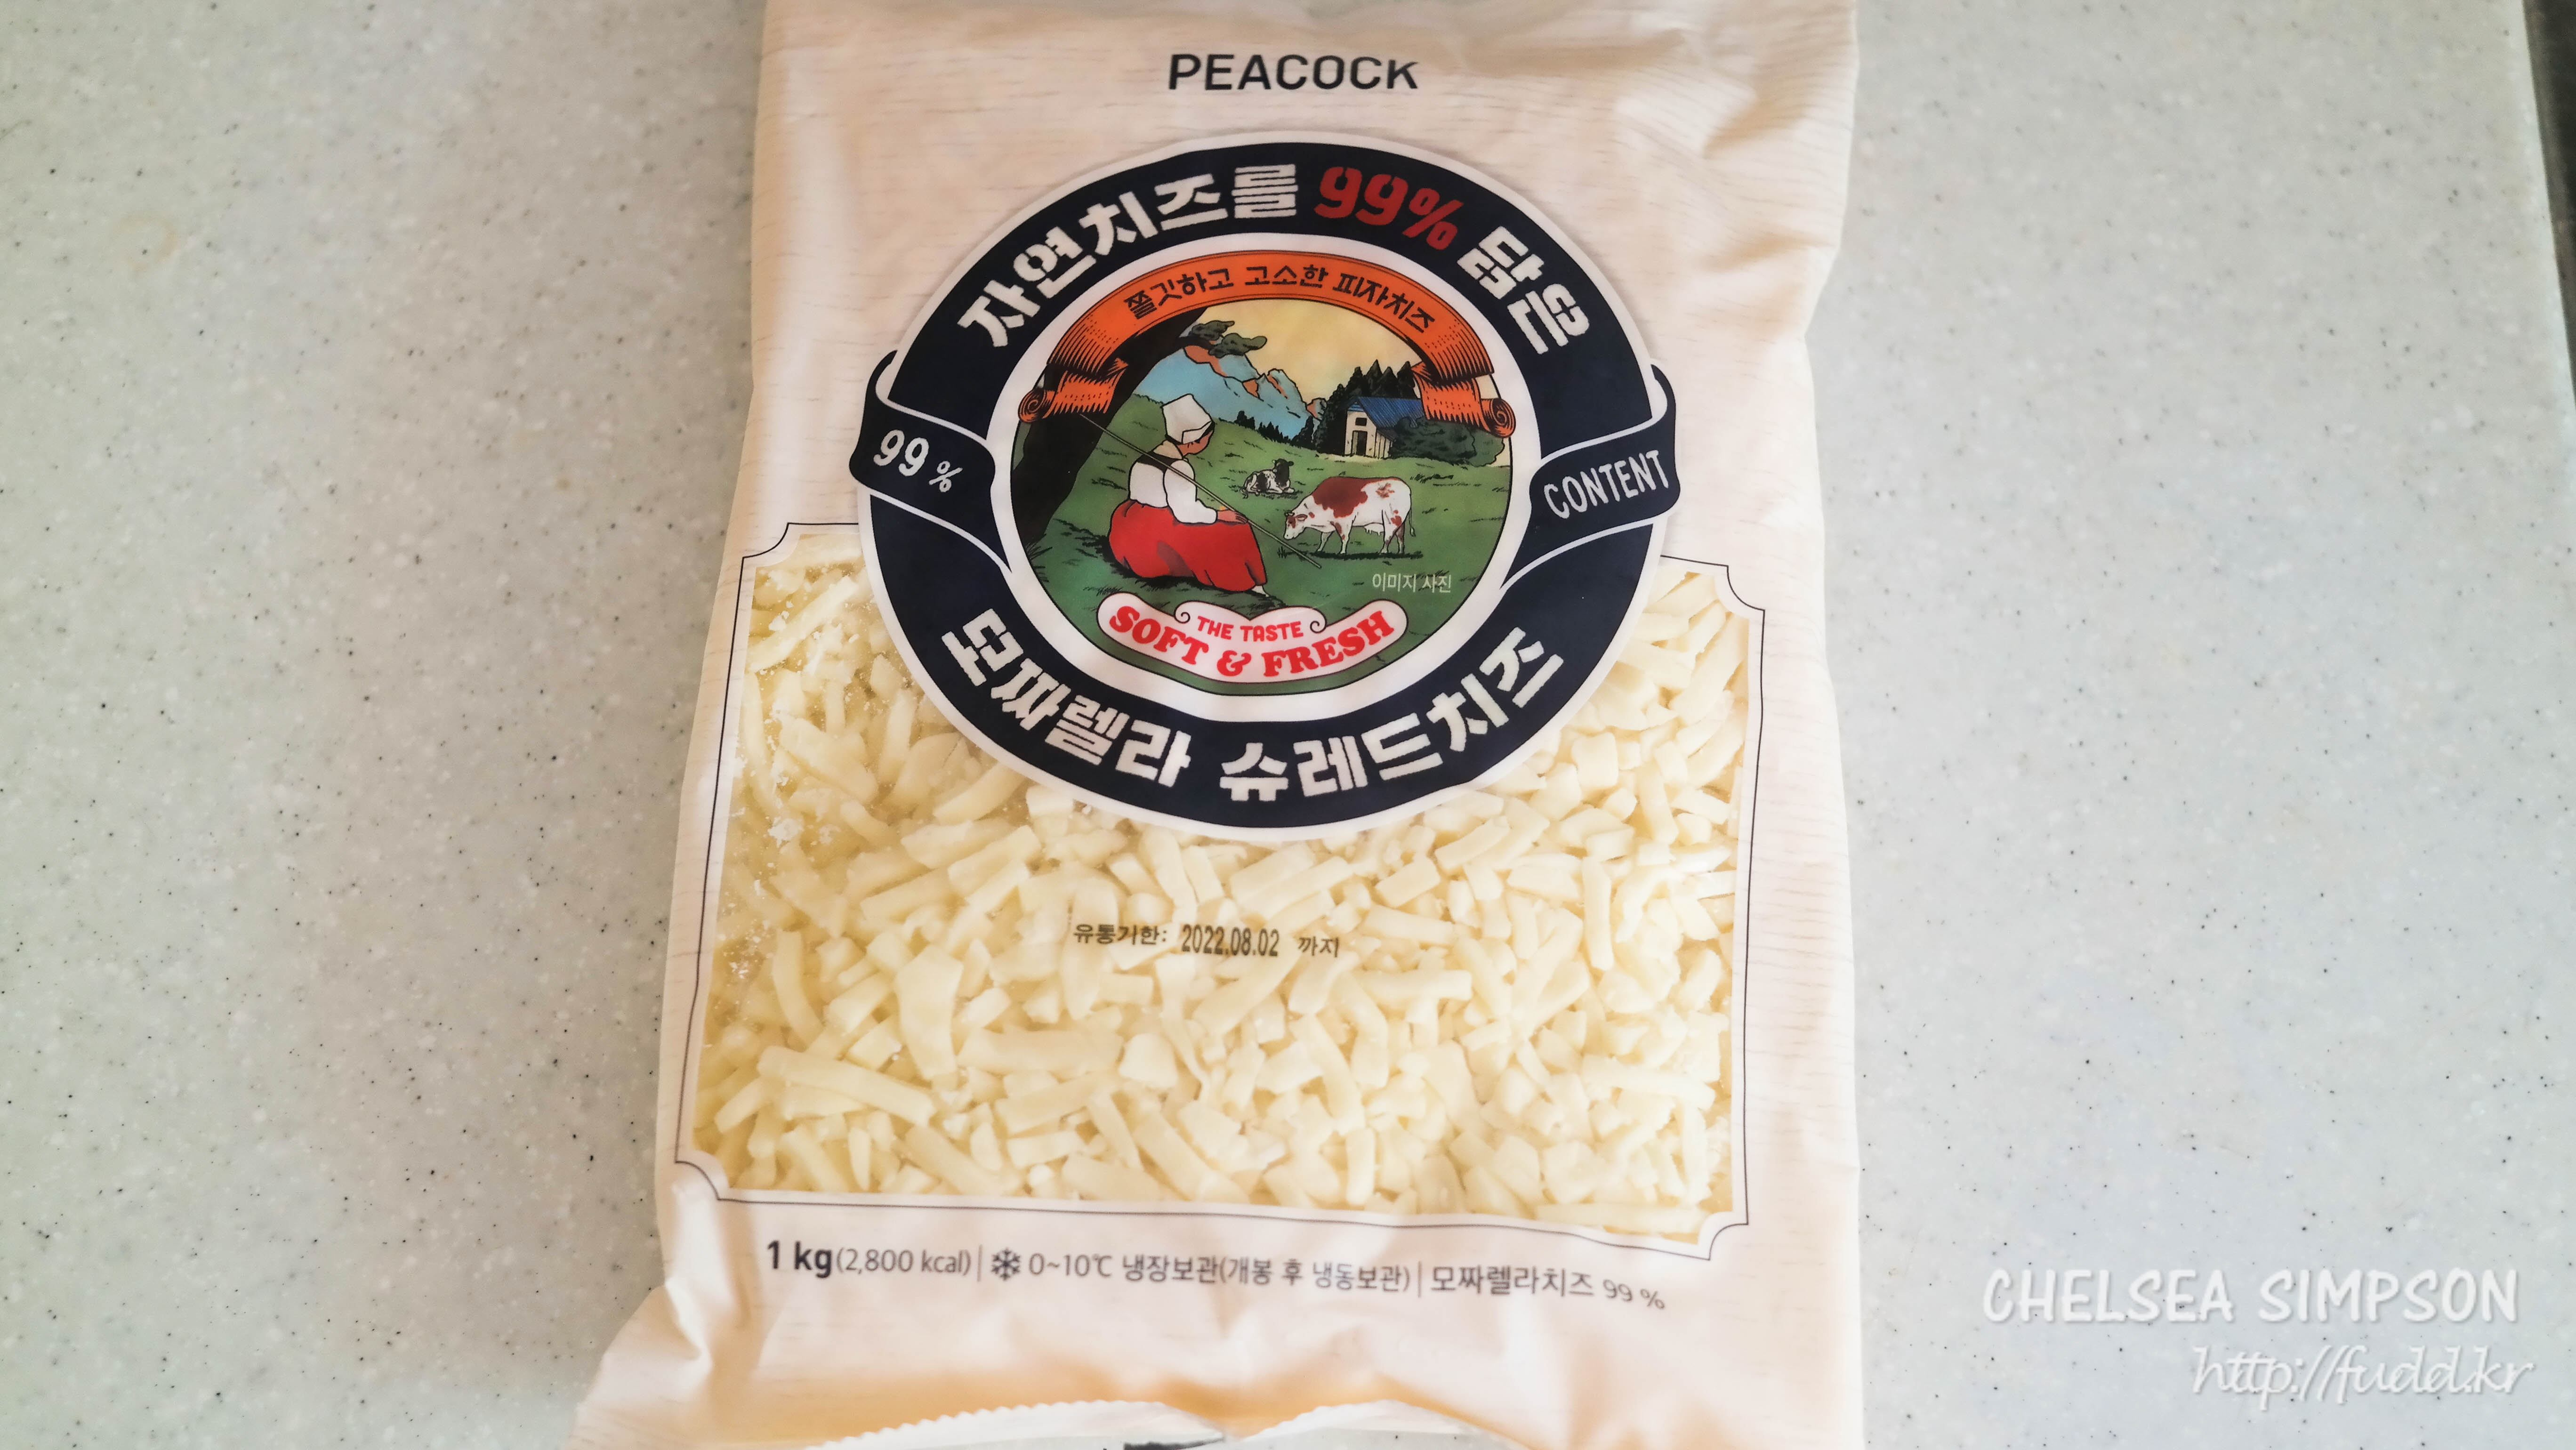 PEACOCK
자연치즈를 99% 담은
쫄깃하고 고소한 피자치즈
99%
CONTENT
이미지 사진
THE TASTE
SOFT & FRESH
모짜렐라 슈레드치즈
유통기한: 2022.08.02 까지
1 kg(2,800 kcal) | 0~10℃ 냉장보관(개봉 후 냉동보관) | 모짜렐라치즈 99 %
CHELSEA SIMPSON
http://fudd.kr